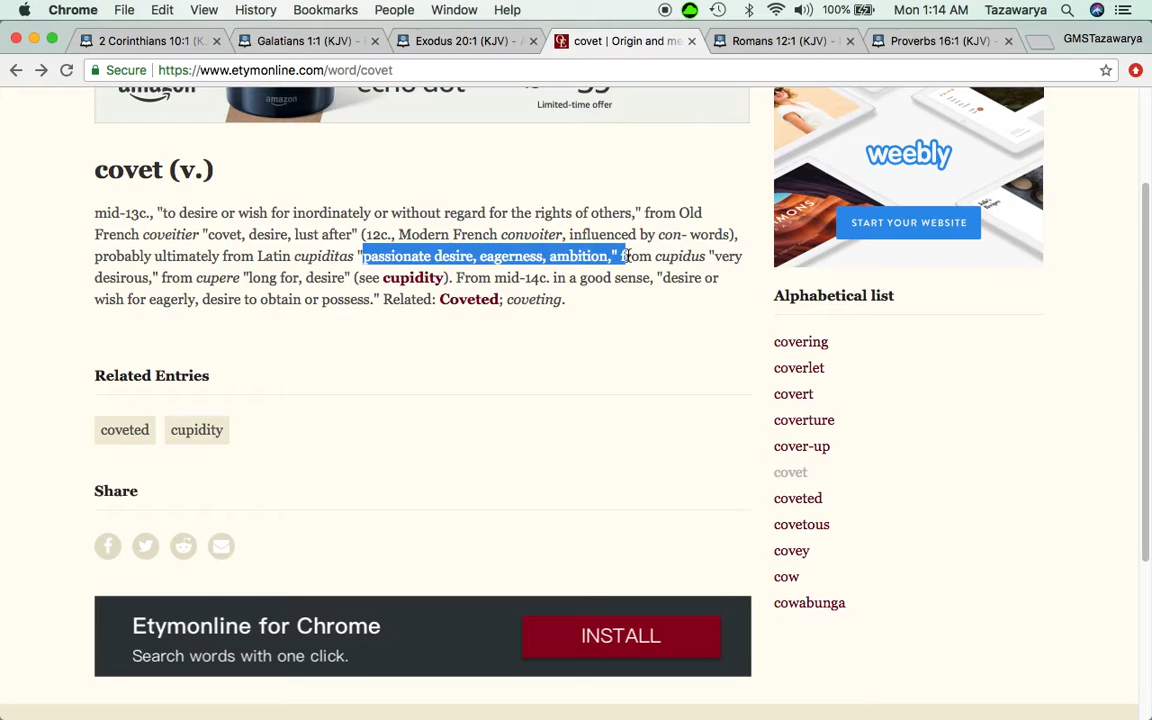 Chrome File Edit View History Bookmarks People Window Help 100% Mon 1:14 AM Tazawarya
2 Corinthians 10:1 (KJV) - Galatians 1:1 (KJV) - Exodus 20:1 (KJV) - covet | Origin and me Romans 12:1 (KJV) - Proverbs 16:1 (KJV) - GMSTazawarya
Secure https://www.etymonline.com/word/covet
amazon
echo dot
Limited-time offer
covet (v.)
mid-13c., "to desire or wish for inordinately or without regard for the rights of others," from Old
French coveitier "covet, desire, lust after" (12c., Modern French convoiter, influenced by con- words),
probably ultimately from Latin cupiditas "passionate desire, eagerness, ambition," from cupidus "very
desirous," from cupere "long for, desire" (see cupidity). From mid-14c. in a good sense, "desire or
wish for eagerly, desire to obtain or possess." Related: Coveted; coveting.
Related Entries
coveted cupidity
Share
Etymonline for Chrome
Search words with one click.
INSTALL
weebly
START YOUR WEBSITE
Alphabetical list
covering
coverlet
covert
coverture
cover-up
covet
coveted
covetous
covey
cow
cowabunga